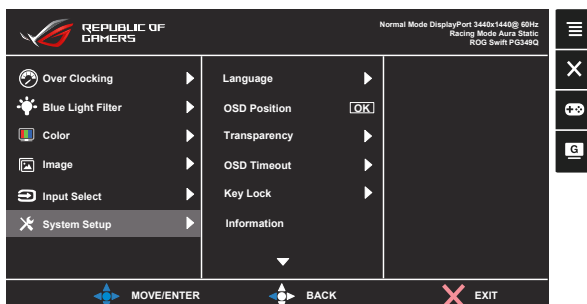 REPUBLIC OF
GAMERS
Normal Mode DisplayPort 3440x1440@ 60Hz
Racing Mode Aura Static
ROG Swift PG349Q
Over Clocking
Blue Light Filter
Color
Image
Input Select
System Setup
Language
OSD Position OK
Transparency
OSD Timeout
Key Lock
Information
MOVE/ENTER
BACK
EXIT
G